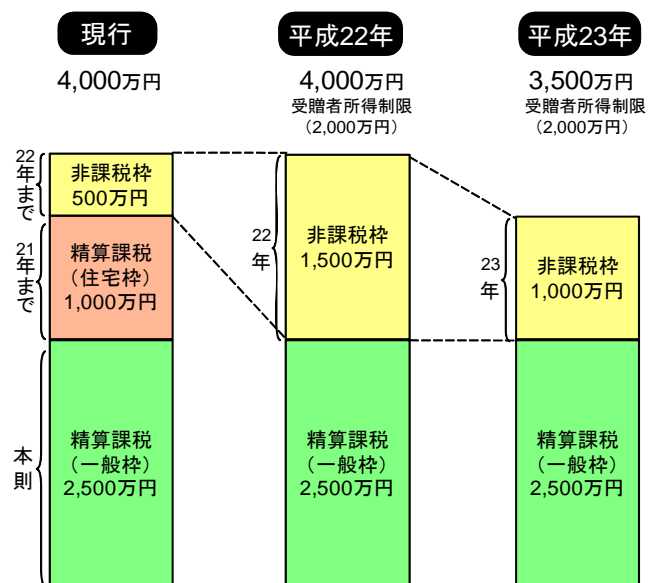 現行
4,000万円
平成22年
4,000万円
受贈者所得制限
（2,000万円）
平成23年
3,500万円
受贈者所得制限
（2,000万円）
22年まで
非課税枠
500万円
21年まで
精算課税
（住宅枠）
1,000万円
本則
精算課税
（一般枠）
2,500万円
22年
非課税枠
1,500万円
精算課税
（一般枠）
2,500万円
23年
非課税枠
1,000万円
精算課税
（一般枠）
2,500万円